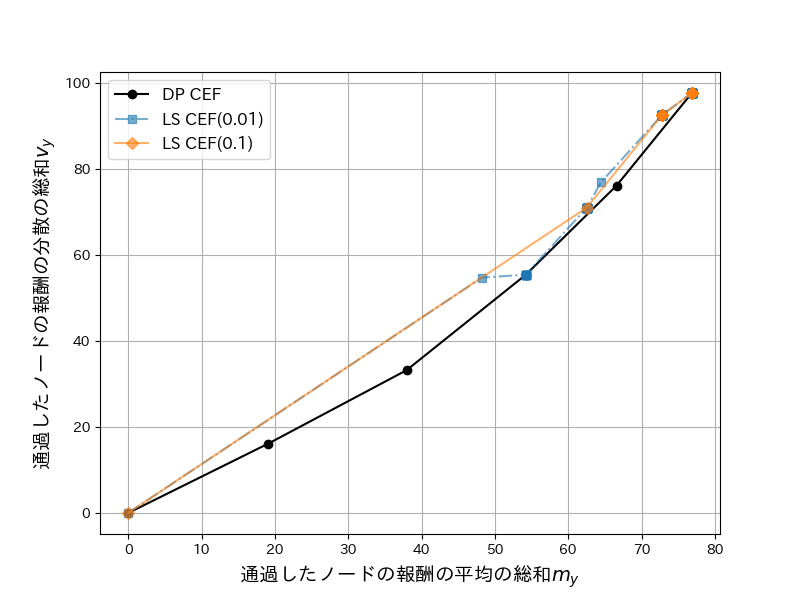 DP CEF
LS CEF(0.01)
LS CEF(0.1)
100
80
60
40
20
0
通過したノードの報酬の分散の総和v_y
0 10 20 30 40 50 60 70 80
通過したノードの報酬の平均の総和m_y